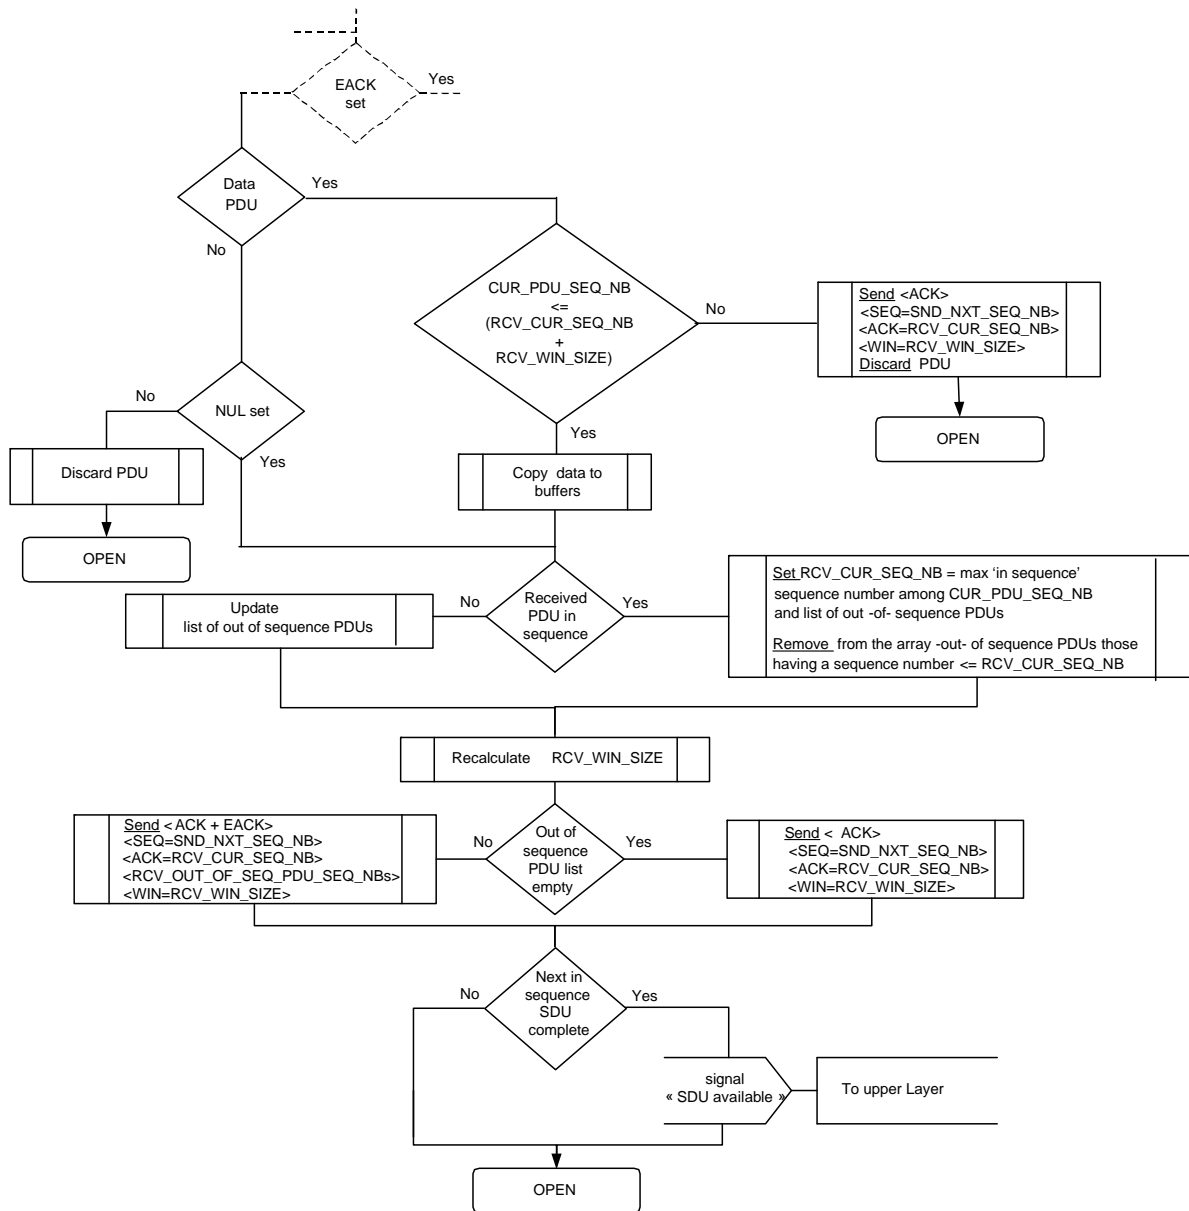 EACK
set
Yes
Data
PDU
Yes
No
CUR_PDU_SEQ_NB
<=
(RCV_CUR_SEQ_NB
+
RCV_WIN_SIZE)
No
Send <ACK>
<SEQ=SND_NXT_SEQ_NB>
<ACK=RCV_CUR_SEQ_NB>
<WIN=RCV_WIN_SIZE>
Discard PDU
OPEN
No
NUL set
Yes
Yes
Discard PDU
OPEN
Copy data to
buffers
Update
list of out of sequence PDUs
No
Received
PDU in
sequence
Yes
Set RCV_CUR_SEQ_NB = max ‘in sequence’
sequence number among CUR_PDU_SEQ_NB
and list of out -of- sequence PDUs
Remove from the array -out- of sequence PDUs those
having a sequence number <= RCV_CUR_SEQ_NB
Recalculate RCV_WIN_SIZE
Send < ACK + EACK>
<SEQ=SND_NXT_SEQ_NB>
<ACK=RCV_CUR_SEQ_NB>
<RCV_OUT_OF_SEQ_PDU_SEQ_NBs>
<WIN=RCV_WIN_SIZE>
No
Out of
sequence
PDU list
empty
Yes
Send < ACK>
<SEQ=SND_NXT_SEQ_NB>
<ACK=RCV_CUR_SEQ_NB>
<WIN=RCV_WIN_SIZE>
No
Next in
sequence
SDU
complete
Yes
signal
« SDU available »
To upper Layer
OPEN